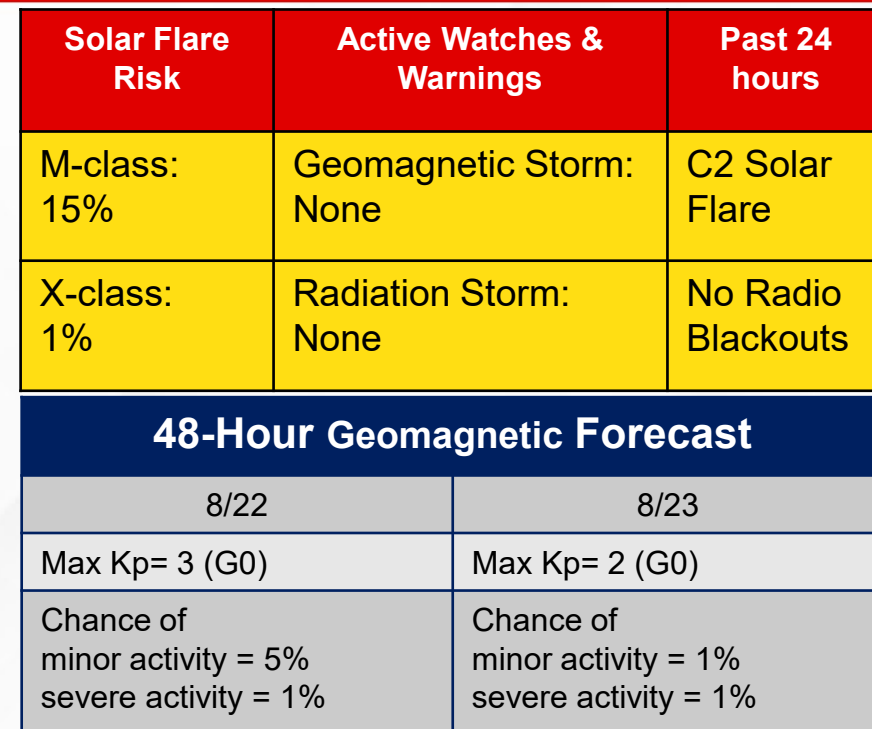 Solar Flare Risk
Active Watches & Warnings
Past 24 hours
M-class:
15%
Geomagnetic Storm:
None
C2 Solar
Flare
X-class:
1%
Radiation Storm:
None
No Radio
Blackouts
48-Hour Geomagnetic Forecast
8/22
8/23
Max Kp= 3 (G0)
Max Kp= 2 (G0)
Chance of
minor activity = 5%
severe activity = 1%
Chance of
minor activity = 1%
severe activity = 1%